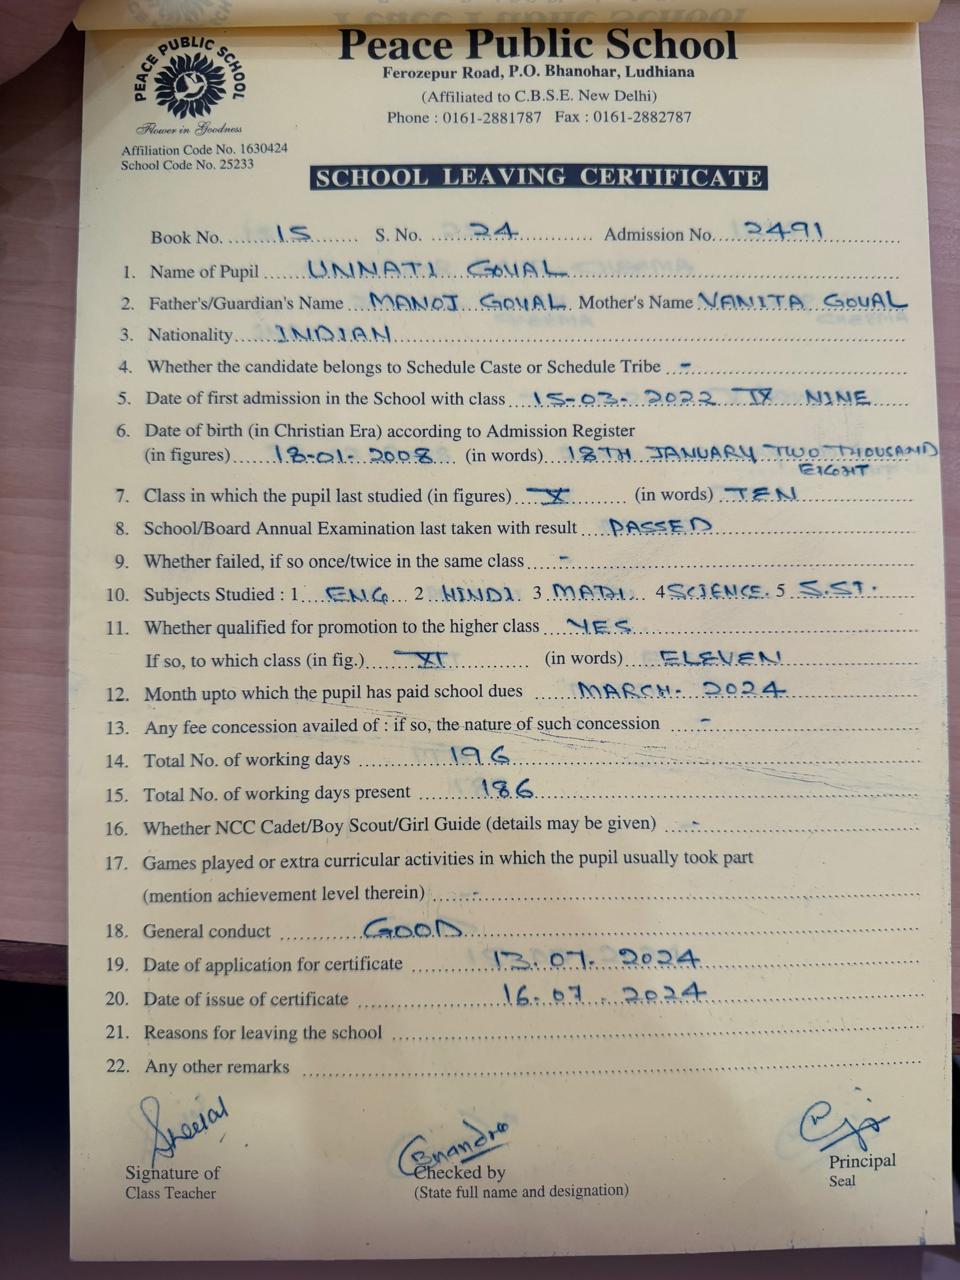 Peace Public School
PEACE PUBLIC SCHOOL
Ferozepur Road, P.O. Bhanohar, Ludhiana
(Affiliated to C.B.S.E. New Delhi)
Phone : 0161-2881787 Fax : 0161-2882787
Flower in Goodness
Affiliation Code No. 1630424
School Code No. 25233
SCHOOL LEAVING CERTIFICATE
Book No. 15 S. No. 24 Admission No. 2491
1. Name of Pupil UNNATI GOYAL
2. Father's/Guardian's Name MANOJ GOYAL Mother's Name VANITA GOYAL
3. Nationality INDIAN
4. Whether the candidate belongs to Schedule Caste or Schedule Tribe -
5. Date of first admission in the School with class 15-03-2022 IX NINE
6. Date of birth (in Christian Era) according to Admission Register
(in figures) 18-01-2008 (in words) 18TH JANUARY TWO THOUSAND
EIGHT
7. Class in which the pupil last studied (in figures) X (in words) TEN
8. School/Board Annual Examination last taken with result PASSED
9. Whether failed, if so once/twice in the same class -
10. Subjects Studied : 1 ENG 2 HINDI 3 MATH 4 SCIENCE. 5 S.ST.
11. Whether qualified for promotion to the higher class YES
If so, to which class (in fig.) XI (in words) ELEVEN
12. Month upto which the pupil has paid school dues MARCH- 2024
13. Any fee concession availed of : if so, the nature of such concession -
14. Total No. of working days 196
15. Total No. of working days present 186
16. Whether NCC Cadet/Boy Scout/Girl Guide (details may be given) -
17. Games played or extra curricular activities in which the pupil usually took part
(mention achievement level therein) -
18. General conduct GOOD
19. Date of application for certificate 13.07.2024
20. Date of issue of certificate 16.07.2024
21. Reasons for leaving the school
22. Any other remarks
Signature of
Class Teacher
Checked by
(State full name and designation)
Principal
Seal